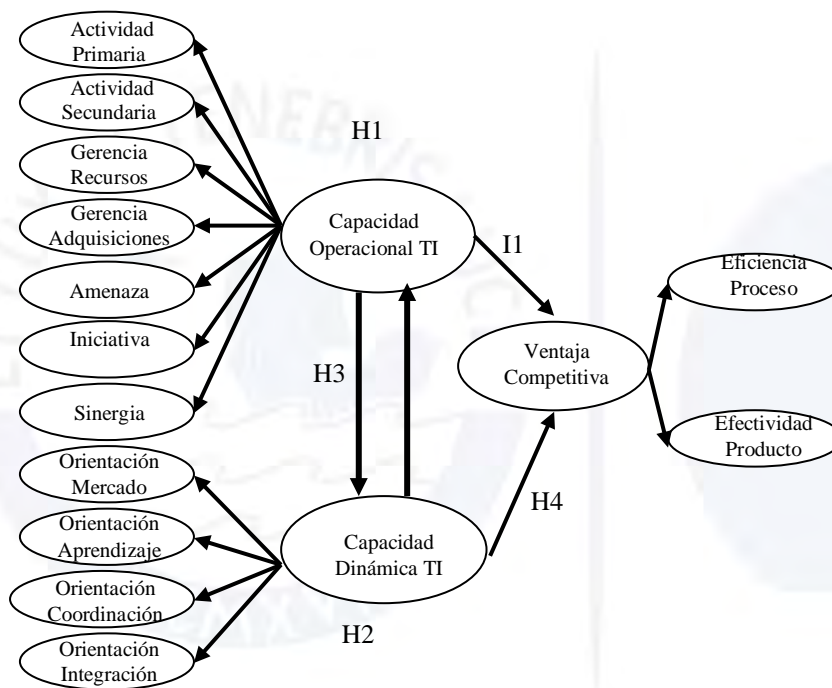 Actividad
Primaria
Actividad
Secundaria
Gerencia
Recursos
Gerencia
Adquisiciones
Amenaza
Iniciativa
Sinergia
Orientación
Mercado
Orientación
Aprendizaje
Orientación
Coordinación
Orientación
Integración
H1
Capacidad
Operacional TI
I1
H3
Ventaja
Competitiva
H4
Capacidad
Dinámica TI
H2
Eficiencia
Proceso
Efectividad
Producto